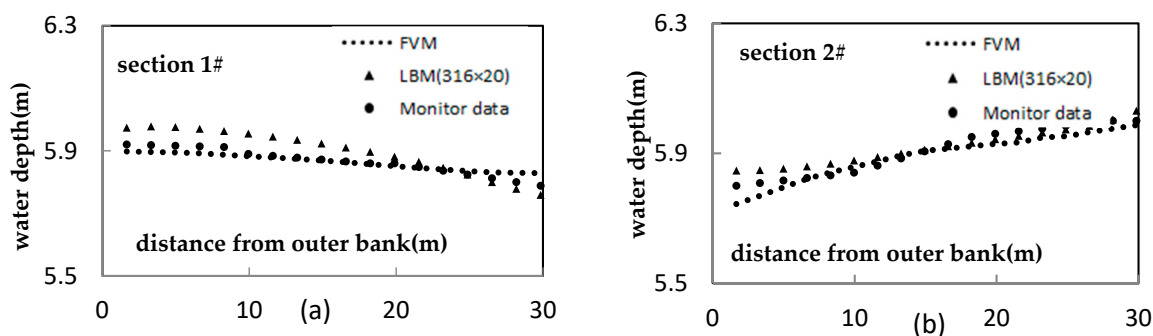 6.3
section 1#
FVM
LBM(316×20)
Monitor data
5.9
water depth(m)
distance from outer bank(m)
5.5
0
10
(a)
20
30
6.3
section 2#
FVM
LBM(316×20)
Monitor data
5.9
water depth(m)
distance from outer bank(m)
5.5
0
10
(b)
20
30